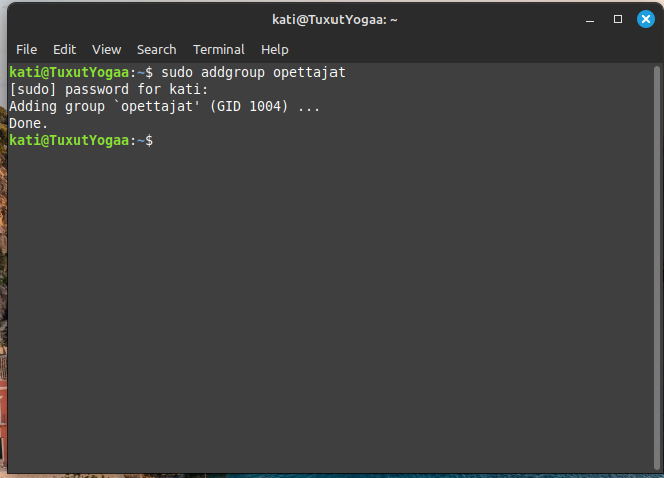 kati@TuxutYogaa: ~
File Edit View Search Terminal Help
kati@TuxutYogaa:~$ sudo addgroup opettajat
[sudo] password for kati:
Adding group `opettajat' (GID 1004) ...
Done.
kati@TuxutYogaa:~$